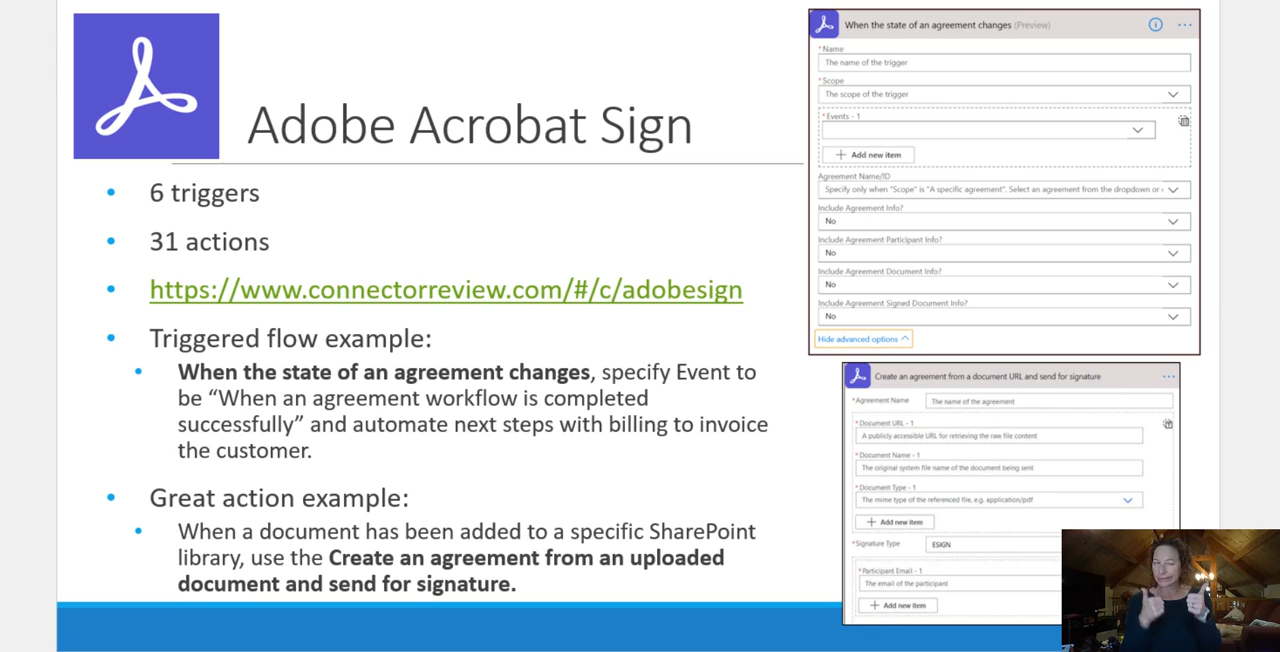 Adobe Acrobat Sign
• 6 triggers
• 31 actions
• https://www.connectorreview.com/#/c/adobesign
• Triggered flow example:
• When the state of an agreement changes, specify Event to
be “When an agreement workflow is completed
successfully” and automate next steps with billing to invoice
the customer.
• Great action example:
• When a document has been added to a specific SharePoint
library, use the Create an agreement from an uploaded
document and send for signature.
When the state of an agreement changes (Preview)
* Name
The name of the trigger
* Scope
The scope of the trigger
* Events - 1
+ Add new item
Agreement Name/ID
Specify only when "Scope" is "A specific agreement". Select an agreement from the dropdown or
Include Agreement Info?
No
Include Agreement Participant Info?
No
Include Agreement Document Info?
No
Include Agreement Signed Document Info?
No
Hide advanced options
Create an agreement from a document URL and send for signature
* Agreement Name
The name of the agreement
* Document URL - 1
A publicly accessible URL for retrieving the raw file content
* Document Name - 1
The original system file name of the document being sent
* Document Type - 1
The mime type of the referenced file, e.g. application/pdf
+ Add new item
* Signature Type
ESIGN
* Participant Email - 1
The email of the participant
+ Add new item